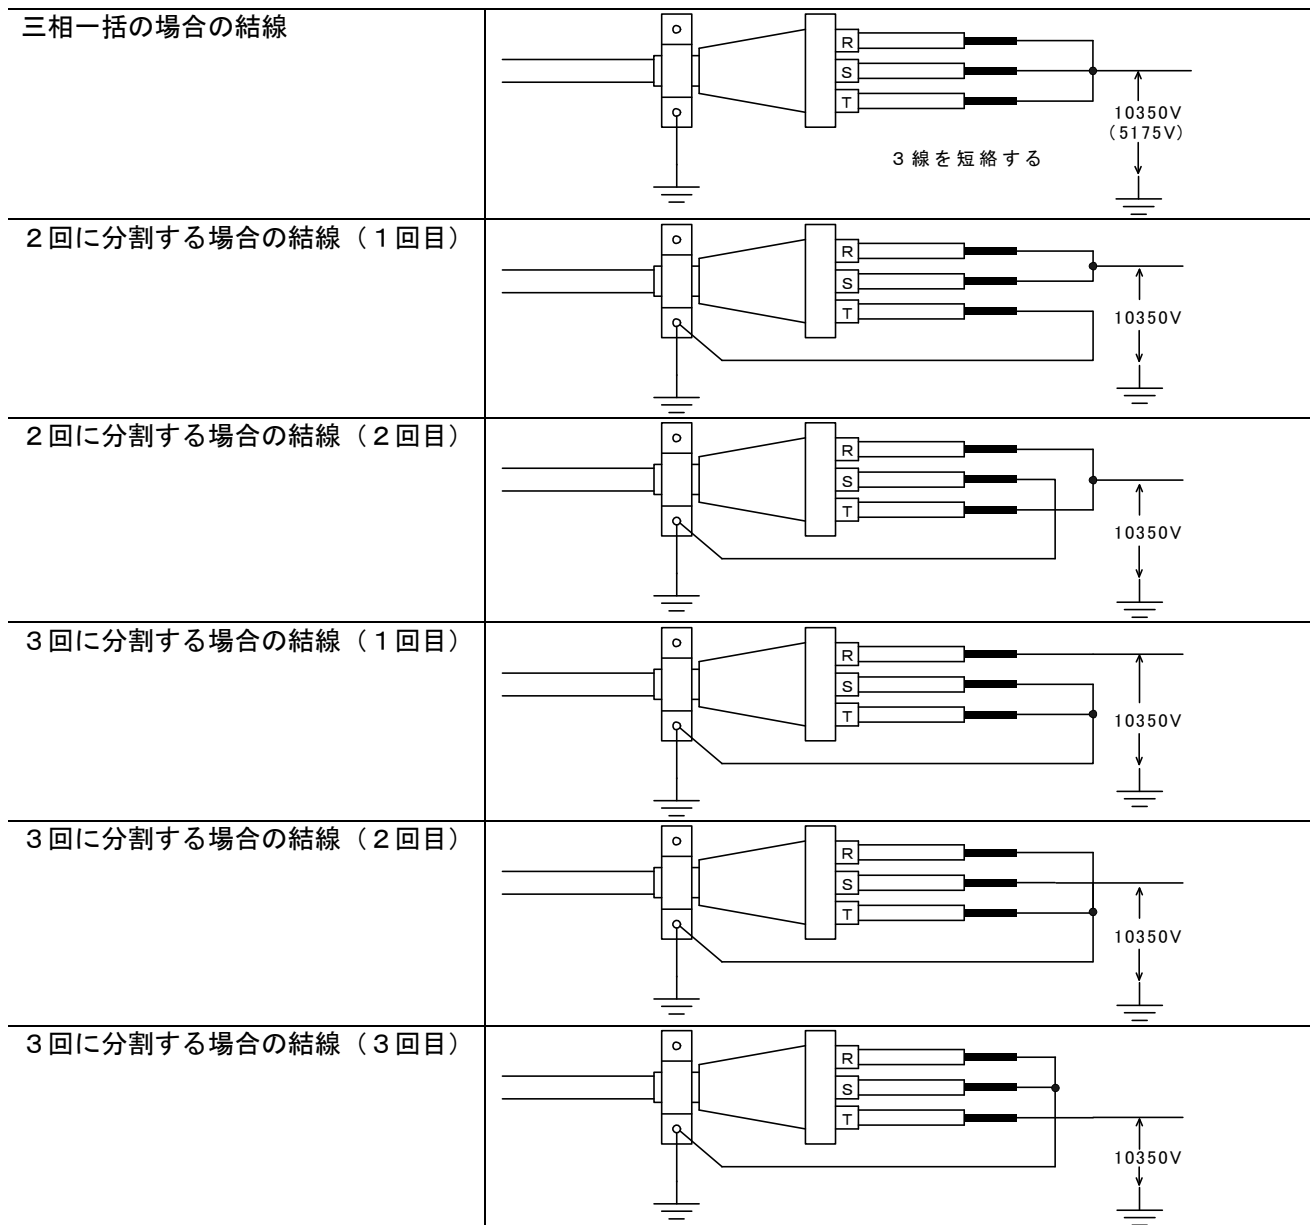 三相一括の場合の結線
R
S
T
10350V
(5175V)
3線を短絡する
２回に分割する場合の結線（１回目）
R
S
T
10350V
２回に分割する場合の結線（２回目）
R
S
T
10350V
３回に分割する場合の結線（１回目）
R
S
T
10350V
３回に分割する場合の結線（２回目）
R
S
T
10350V
３回に分割する場合の結線（３回目）
R
S
T
10350V